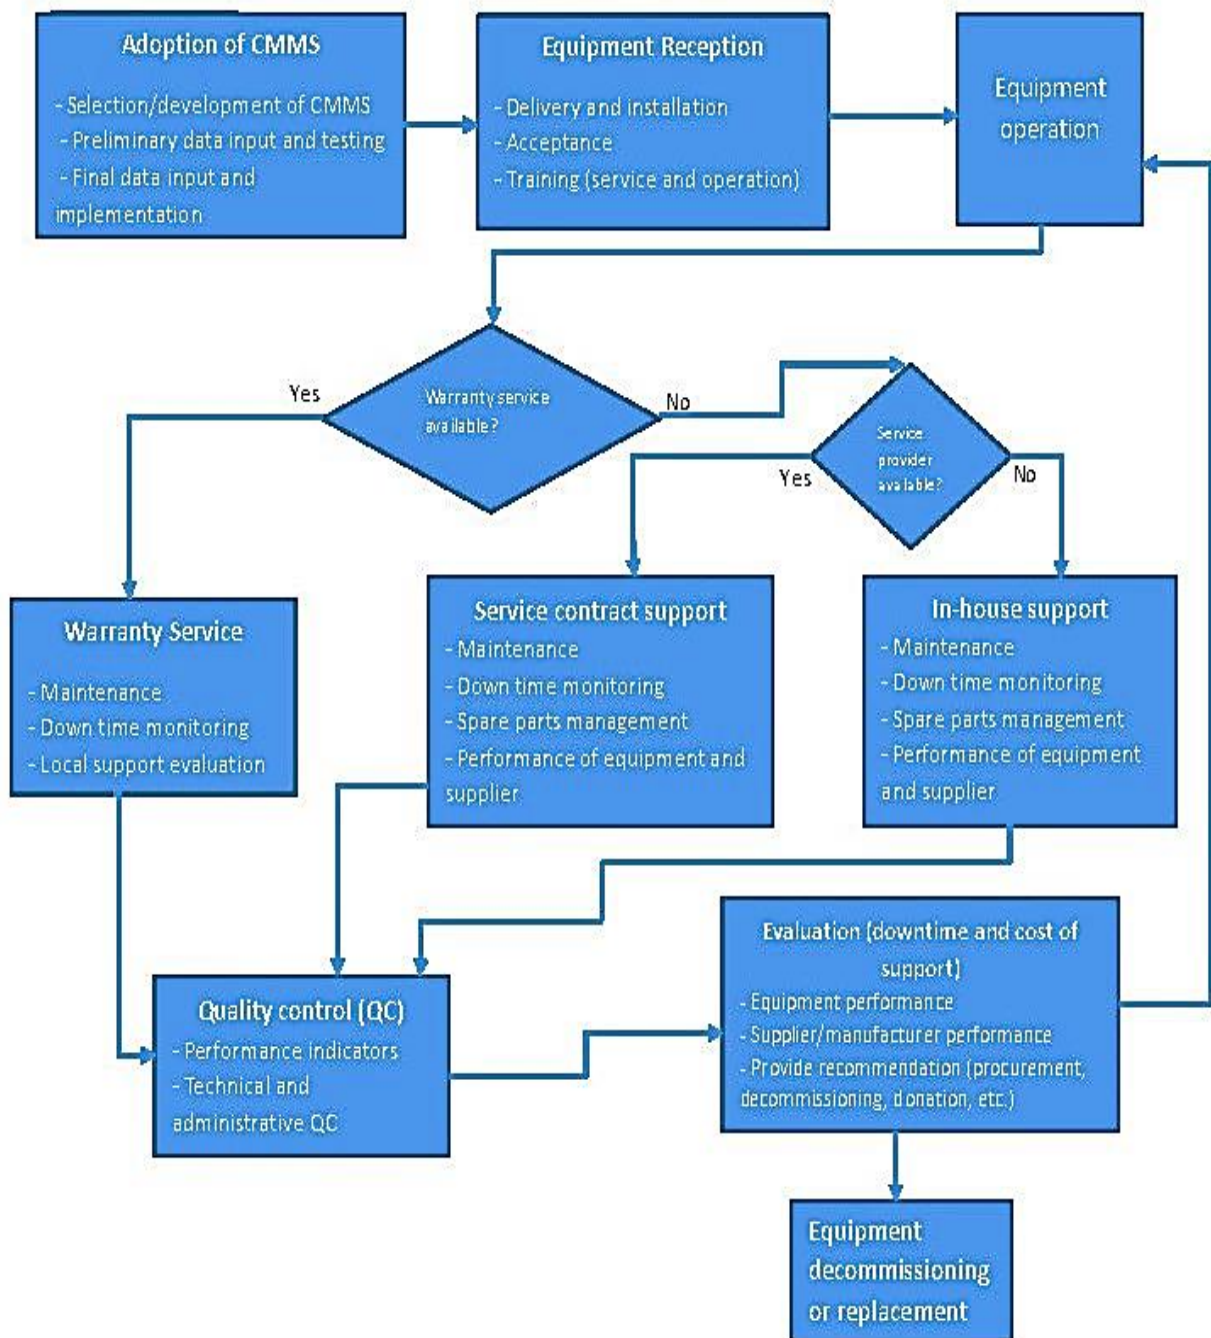 Adoption of CMMS
- Selection/development of CMMS
- Preliminary data input and testing
- Final data input and
implementation
Equipment Reception
- Delivery and installation
- Acceptance
- Training (service and operation)
Equipment
operation
Yes
Warranty service
available?
No
Service
provider
available?
Yes
No
Warranty Service
- Maintenance
- Down time monitoring
- Local support evaluation
Service contract support
- Maintenance
- Down time monitoring
- Spare parts management
- Performance of equipment and
supplier
In-house support
- Maintenance
- Down time monitoring
- Spare parts management
- Performance of equipment
and supplier
Quality control (QC)
- Performance indicators
- Technical and
administrative QC
Evaluation (downtime and cost of
support)
- Equipment performance
- Supplier/manufacturer performance
- Provide recommendation (procurement,
decommissioning, donation, etc.)
Equipment
decommissioning
or replacement